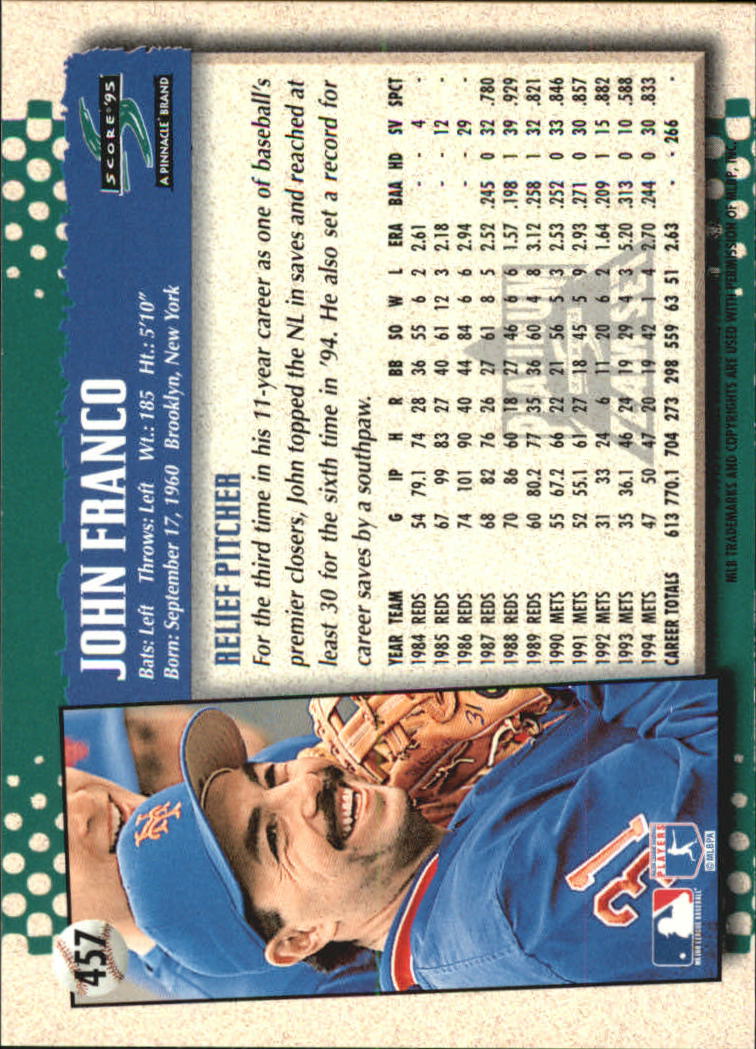 457
JOHN FRANCO
Bats: Left Throws: Left Wt.: 185 Ht.: 5'10"
Born: September 17, 1960 Brooklyn, New York
SCORE '95
A PINNACLE BRAND
RELIEF PITCHER
For the third time in his 11-year career as one of baseball's
premier closers, John topped the NL in saves and reached at
least 30 for the sixth time in '94. He also set a record for
career saves by a southpaw.
YEAR TEAM G IP H R BB SO W L ERA BAA HD SV SPCT
1984 REDS 54 79.1 74 28 36 55 6 2 2.61 - - 4 -
1985 REDS 67 99 83 27 40 61 12 3 2.18 - - 12 -
1986 REDS 74 101 90 40 44 84 6 6 2.94 - - 29 -
1987 REDS 68 82 76 26 27 61 8 5 2.52 .245 0 32 .780
1988 REDS 70 86 60 18 27 46 6 6 1.57 .198 1 39 .929
1989 REDS 60 80.2 77 35 36 60 4 8 3.12 .258 1 32 .821
1990 METS 55 67.2 66 22 21 56 5 3 2.53 .252 0 33 .846
1991 METS 52 55.1 61 27 18 45 5 9 2.93 .271 0 30 .857
1992 METS 31 33 24 6 11 20 6 2 1.64 .209 1 15 .882
1993 METS 35 36.1 46 24 19 29 4 3 5.20 .313 0 10 .588
1994 METS 47 50 47 20 19 42 1 4 2.70 .244 0 30 .833
CAREER TOTALS 613 770.1 704 273 298 559 63 51 2.63 - - 266 -
NY
31
31
PLAYERS
©MLBPA
MAJOR LEAGUE BASEBALL
MLB TRADEMARKS AND COPYRIGHTS ARE USED WITH PERMISSION OF MLBP, INC.